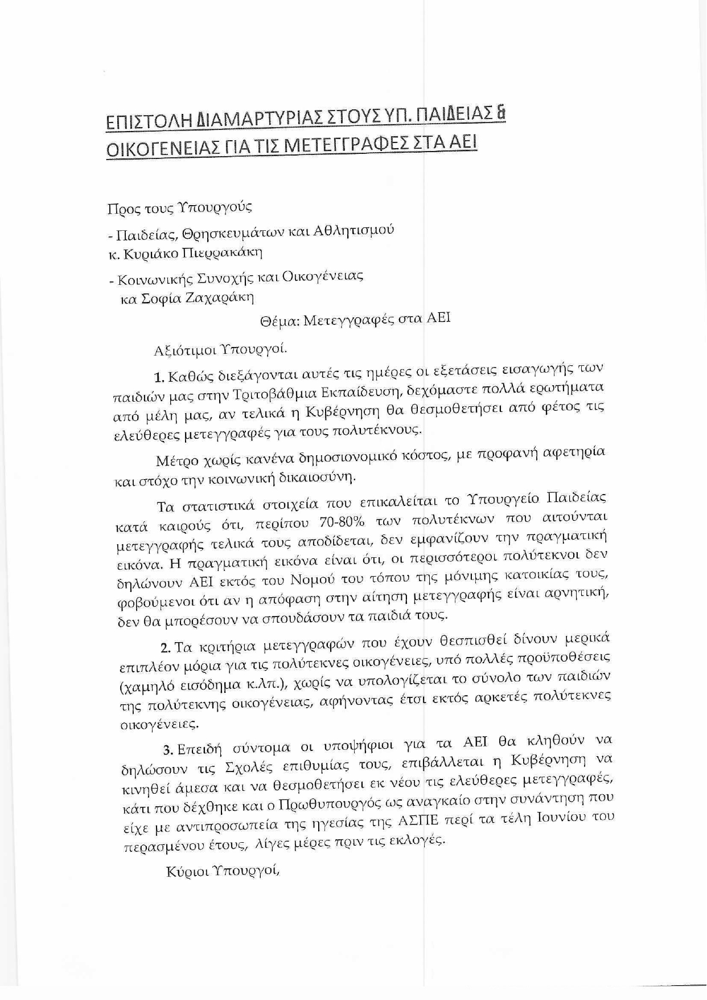 ΕΠΙΣΤΟΛΗ ΔΙΑΜΑΡΤΥΡΙΑΣ ΣΤΟΥΣ ΥΠ. ΠΑΙΔΕΙΑΣ &
ΟΙΚΟΓΕΝΕΙΑΣ ΓΙΑ ΤΙΣ ΜΕΤΕΓΓΡΑΦΕΣ ΣΤΑ ΑΕΙ
Προς τους Υπουργούς
- Παιδείας, Θρησκευμάτων και Αθλητισμού
κ. Κυριάκο Πιερρακάκη
- Κοινωνικής Συνοχής και Οικογένειας
κα Σοφία Ζαχαράκη
Θέμα: Μετεγγραφές στα ΑΕΙ
Αξιότιμοι Υπουργοί.
1. Καθώς διεξάγονται αυτές τις ημέρες οι εξετάσεις εισαγωγής των
παιδιών μας στην Τριτοβάθμια Εκπαίδευση, δεχόμαστε πολλά ερωτήματα
από μέλη μας, αν τελικά η Κυβέρνηση θα θεσμοθετήσει από φέτος τις
ελεύθερες μετεγγραφές για τους πολυτέκνους.
Μέτρο χωρίς κανένα δημοσιονομικό κόστος, με προφανή αφετηρία
και στόχο την κοινωνική δικαιοσύνη.
Τα στατιστικά στοιχεία που επικαλείται το Υπουργείο Παιδείας
κατά καιρούς ότι, περίπου 70-80% των πολυτέκνων που αιτούνται
μετεγγραφής τελικά τους αποδίδεται, δεν εμφανίζουν την πραγματική
εικόνα. Η πραγματική εικόνα είναι ότι, οι περισσότεροι πολύτεκνοι δεν
δηλώνουν ΑΕΙ εκτός του Νομού του τόπου της μόνιμης κατοικίας τους,
φοβούμενοι ότι αν η απόφαση στην αίτηση μετεγγραφής είναι αρνητική,
δεν θα μπορέσουν να σπουδάσουν τα παιδιά τους.
2. Τα κριτήρια μετεγγραφών που έχουν θεσπισθεί δίνουν μερικά
επιπλέον μόρια για τις πολύτεκνες οικογένειες, υπό πολλές προϋποθέσεις
(χαμηλό εισόδημα κ.λπ.), χωρίς να υπολογίζεται το σύνολο των παιδιών
της πολύτεκνης οικογένειας, αφήνοντας έτσι εκτός αρκετές πολύτεκνες
οικογένειες.
3. Επειδή σύντομα οι υποψήφιοι για τα ΑΕΙ θα κληθούν να
δηλώσουν τις Σχολές επιθυμίας τους, επιβάλλεται η Κυβέρνηση να
κινηθεί άμεσα και να θεσμοθετήσει εκ νέου τις ελεύθερες μετεγγραφές,
κάτι που δέχθηκε και ο Πρωθυπουργός ως αναγκαίο στην συνάντηση που
είχε με αντιπροσωπεία της ηγεσίας της ΑΣΠΕ περί τα τέλη Ιουνίου του
περασμένου έτους, λίγες μέρες πριν τις εκλογές.
Κύριοι Υπουργοί,